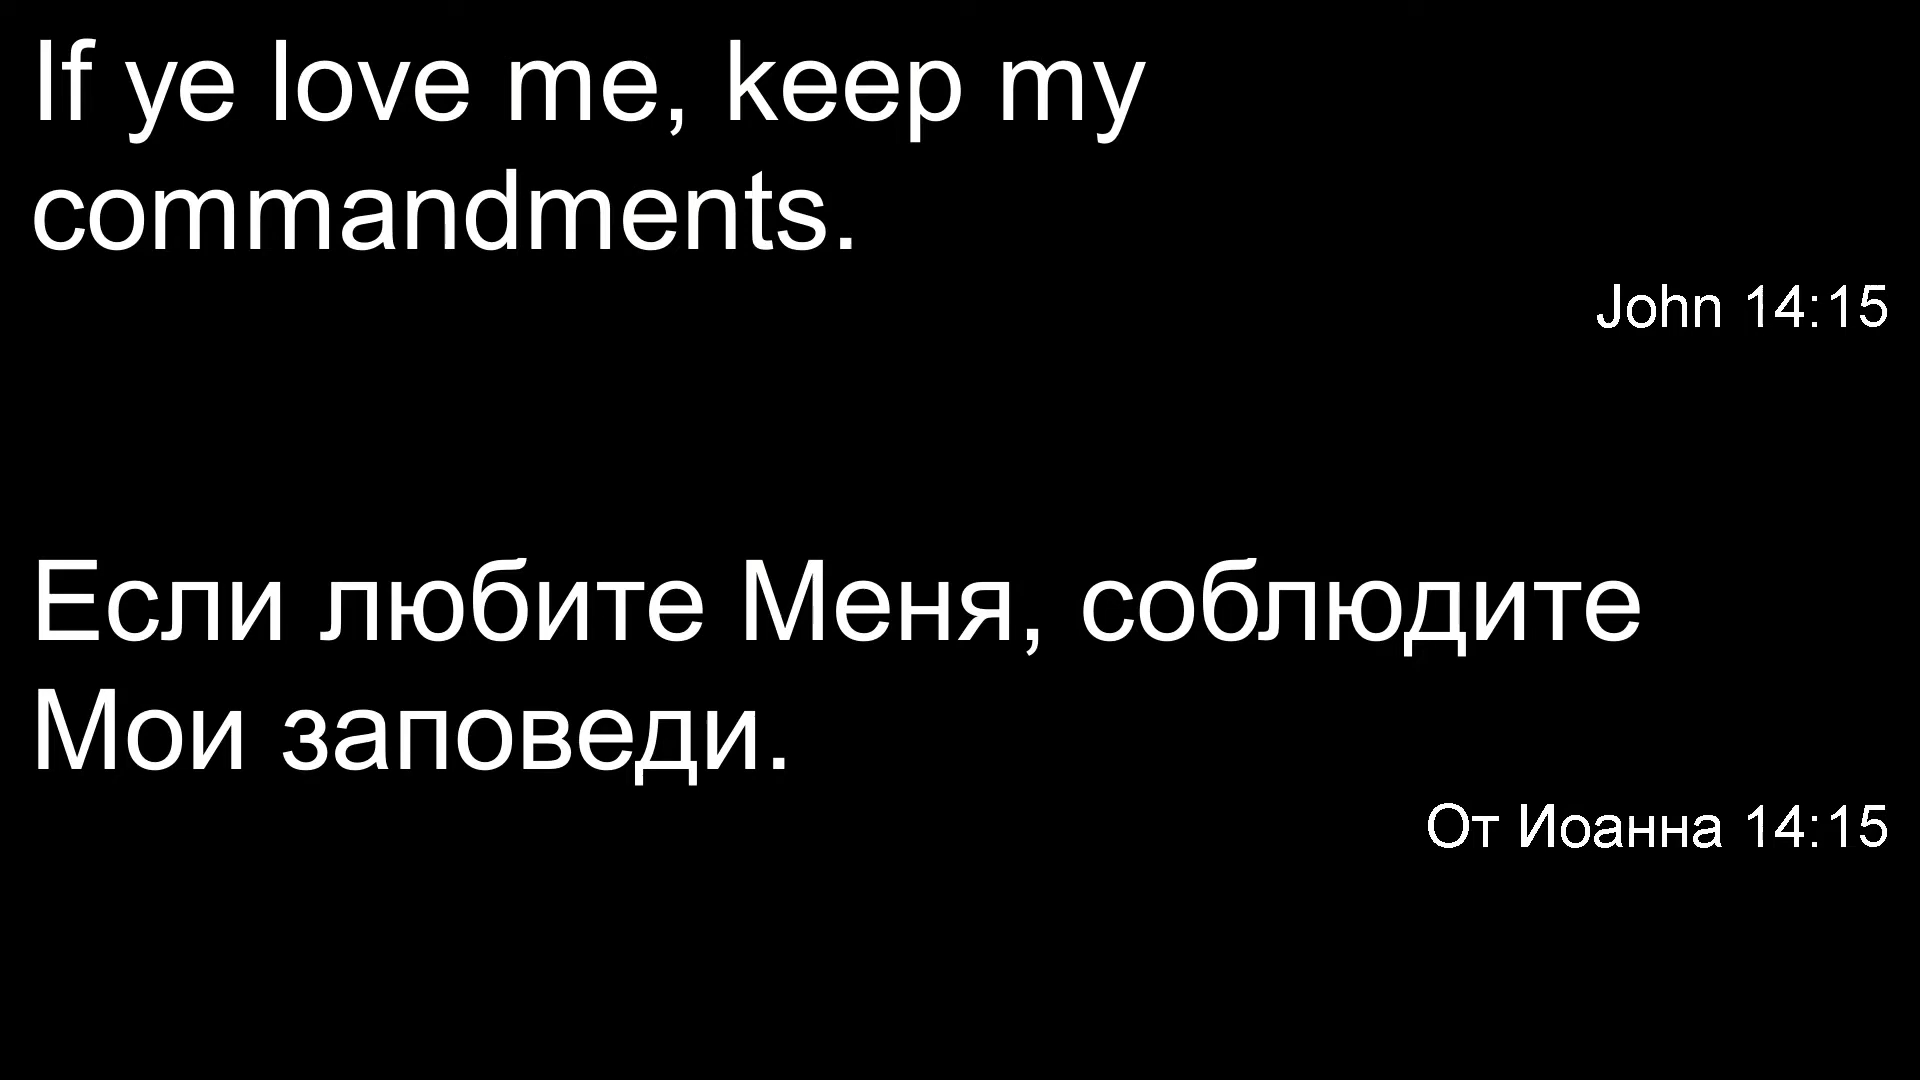 If ye love me, keep my
commandments.
John 14:15
Если любите Меня, соблюдите
Мои заповеди.
От Иоанна 14:15